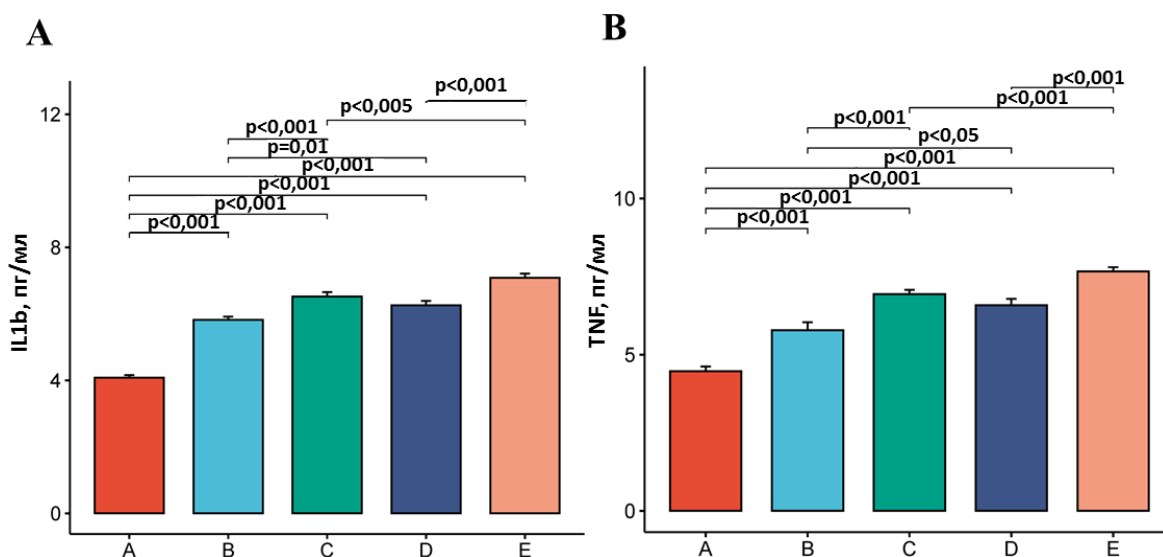 A
p<0,001
p<0,005
p<0,001
p=0,01
p<0,001
p<0,001
p<0,001
p<0,001
IL1b, пг/мл
12
8
4
0
A B C D E
B
p<0,001
p<0,001
p<0,001
p<0,05
p<0,001
p<0,001
p<0,001
p<0,001
TNF, пг/мл
10
5
0
A B C D E